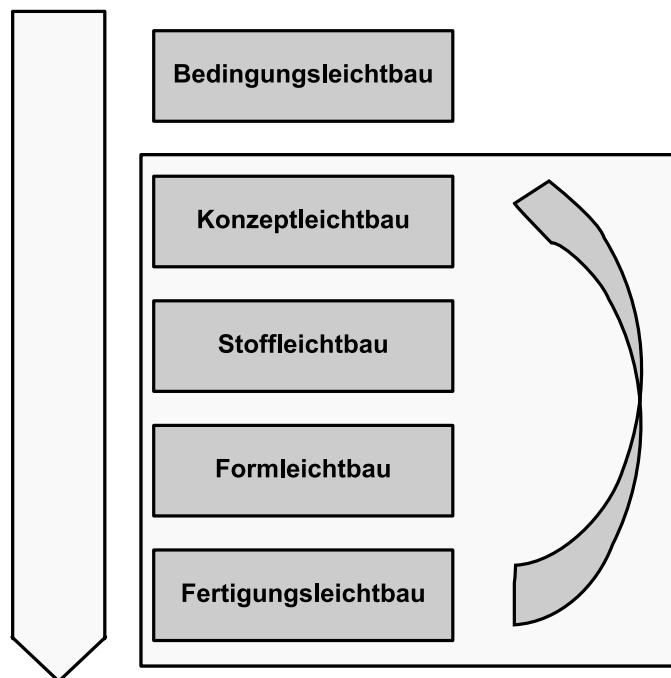 Bedingungsleichtbau
Konzeptleichtbau
Stoffleichtbau
Formleichtbau
Fertigungsleichtbau